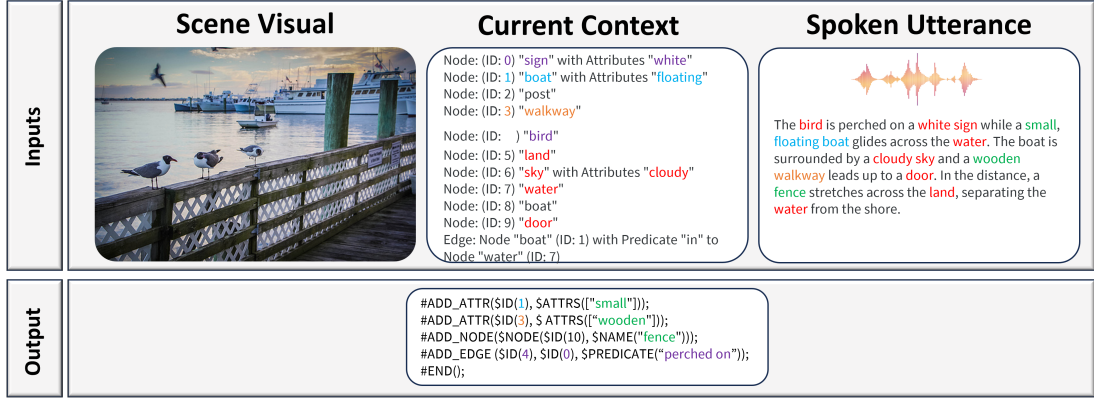 Scene Visual
Current Context
Spoken Utterance
Inputs
Node: (ID: 0) "sign" with Attributes "white"
Node: (ID: 1) "boat" with Attributes "floating"
Node: (ID: 2) "post"
Node: (ID: 3) "walkway"
Node: (ID: ) "bird"
Node: (ID: 5) "land"
Node: (ID: 6) "sky" with Attributes "cloudy"
Node: (ID: 7) "water"
Node: (ID: 8) "boat"
Node: (ID: 9) "door"
Edge: Node "boat" (ID: 1) with Predicate "in" to
Node "water" (ID: 7)
The bird is perched on a white sign while a small,
floating boat glides across the water. The boat is
surrounded by a cloudy sky and a wooden
walkway leads up to a door. In the distance, a
fence stretches across the land, separating the
water from the shore.
Output
#ADD_ATTR($ID(1), $ATTRS(["small"]));
#ADD_ATTR($ID(3), $ ATTRS([“wooden"]));
#ADD_NODE($NODE($ID(10), $NAME("fence")));
#ADD_EDGE ($ID(4), $ID(0), $PREDICATE(“perched on”));
#END();